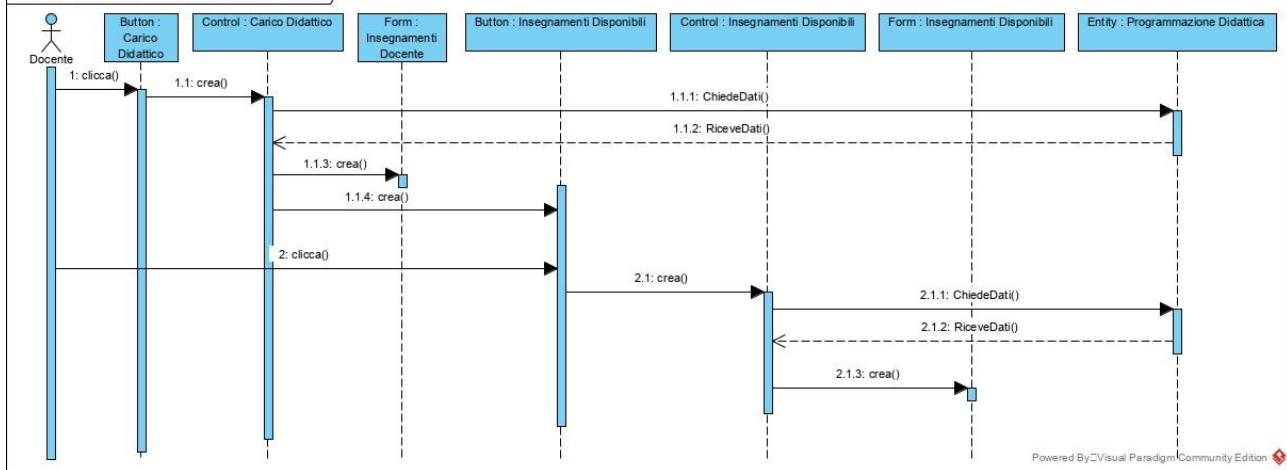 Docente
Button :
Carico
Didattico
Control : Carico Didattico
Form :
Insegnamenti
Docente
Button : Insegnamenti Disponibili
Control : Insegnamenti Disponibili
Form : Insegnamenti Disponibili
Entity : Programmazione Didattica
1: clicca()
1.1: crea()
1.1.1: ChiedeDati()
1.1.2: RiceveDati()
1.1.3: crea()
1.1.4: crea()
2: clicca()
2.1: crea()
2.1.1: ChiedeDati()
2.1.2: RiceveDati()
2.1.3: crea()
Powered By Visual Paradigm Community Edition